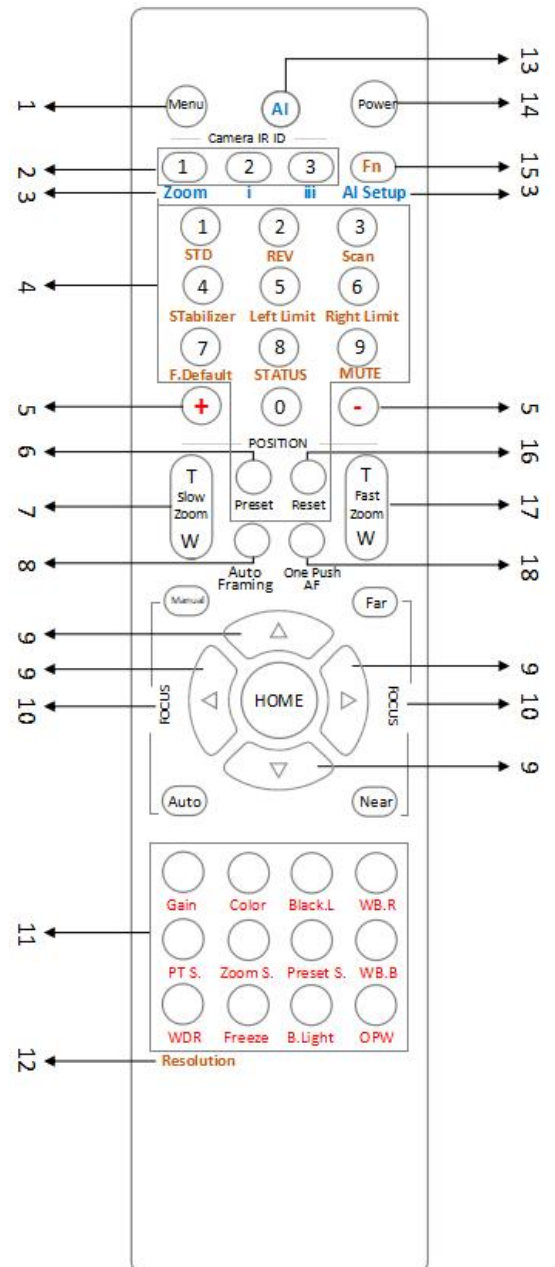 13
1 Menu AI Power 14
Camera IR ID
2 1 2 3 Fn 15
3 Zoom i iii AI Setup 3
1 2 3
STD REV Scan
4 4 5 6
STabilizer Left Limit Right Limit
7 8 9
F.Default STATUS MUTE
5 + 0 - 5
6 POSITION 16
T T
Slow Fast
7 Zoom Preset Reset Zoom 17
W W
8 Auto One Push 18
Framing AF
Manual Far
9
9 9
10 FOCUS HOME FOCUS 10
9
Auto Near
Gain Color Black.L WB.R
11 PT S. Zoom S. Preset S. WB.B
WDR Freeze B.Light OPW
12 Resolution